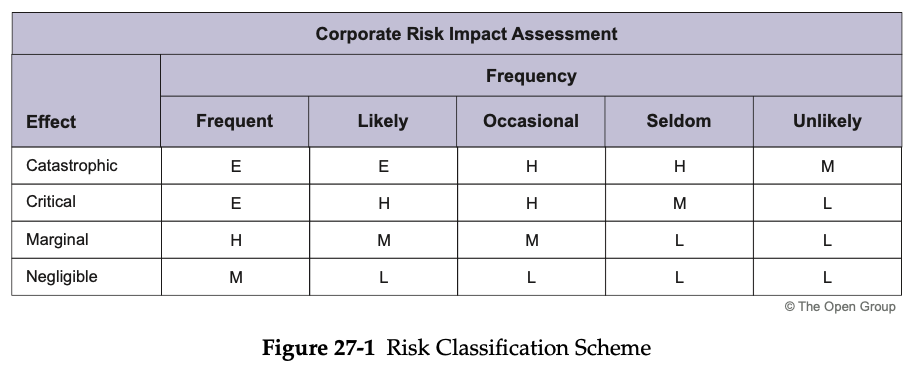 Corporate Risk Impact Assessment
Frequency
Effect Frequent Likely Occasional Seldom Unlikely
Catastrophic E E H H M
Critical E H H M L
Marginal H M M L L
Negligible M L L L L
© The Open Group
Figure 27-1 Risk Classification Scheme